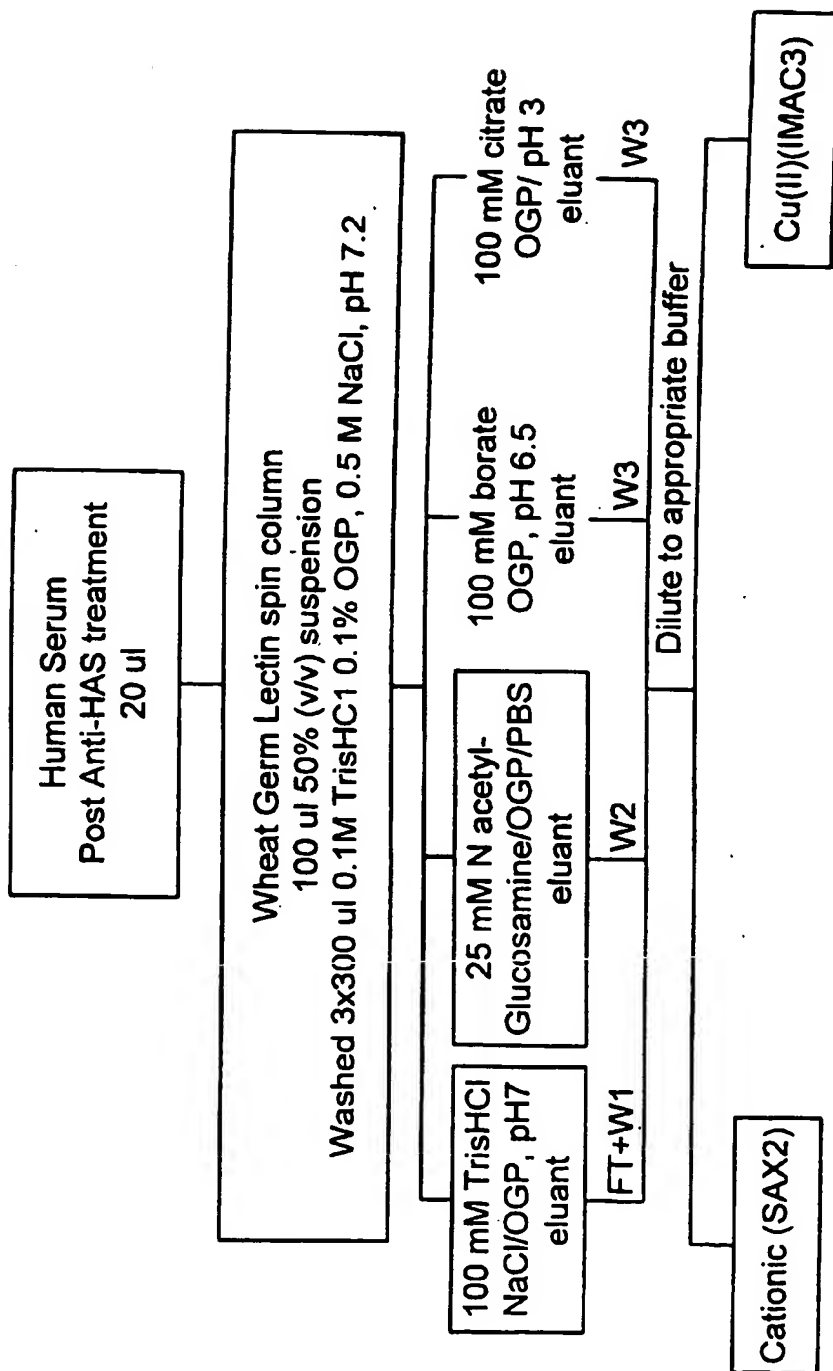 Human Serum
Post Anti-HAS treatment
20 ul
Wheat Germ Lectin spin column
100 ul 50% (v/v) suspension
Washed 3x300 ul 0.1M TrisHC1 0.1% OGP, 0.5 M NaCl, pH 7.2
100 mM TrisHCl
NaCl/OGP, pH7
eluant
25 mM N acetyl-
Glucosamine/OGP/PBS
eluant
100 mM borate
OGP, pH 6.5
eluant
100 mM citrate
OGP/ pH 3
eluant
FT+W1
W2
W3
W3
Dilute to appropriate buffer
Cationic (SAX2)
Cu(II)(IMAC3)